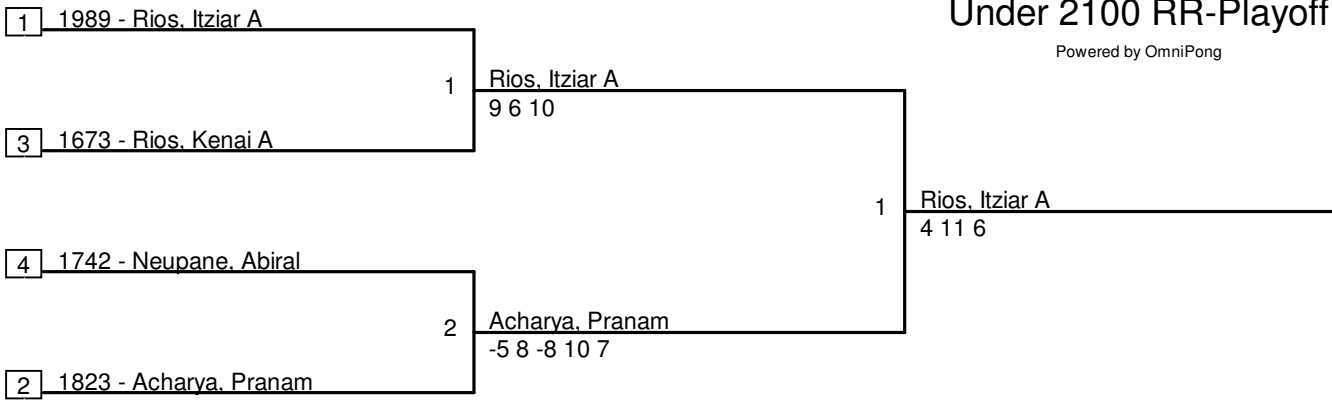 Under 2100 RR-Playoff
Powered by OmniPong
1 1989 - Rios, Itziar A
1 Rios, Itziar A
9 6 10
3 1673 - Rios, Kenai A
1 Rios, Itziar A
4 11 6
4 1742 - Neupane, Abiral
2 Acharya, Pranam
-5 8 -8 10 7
2 1823 - Acharya, Pranam